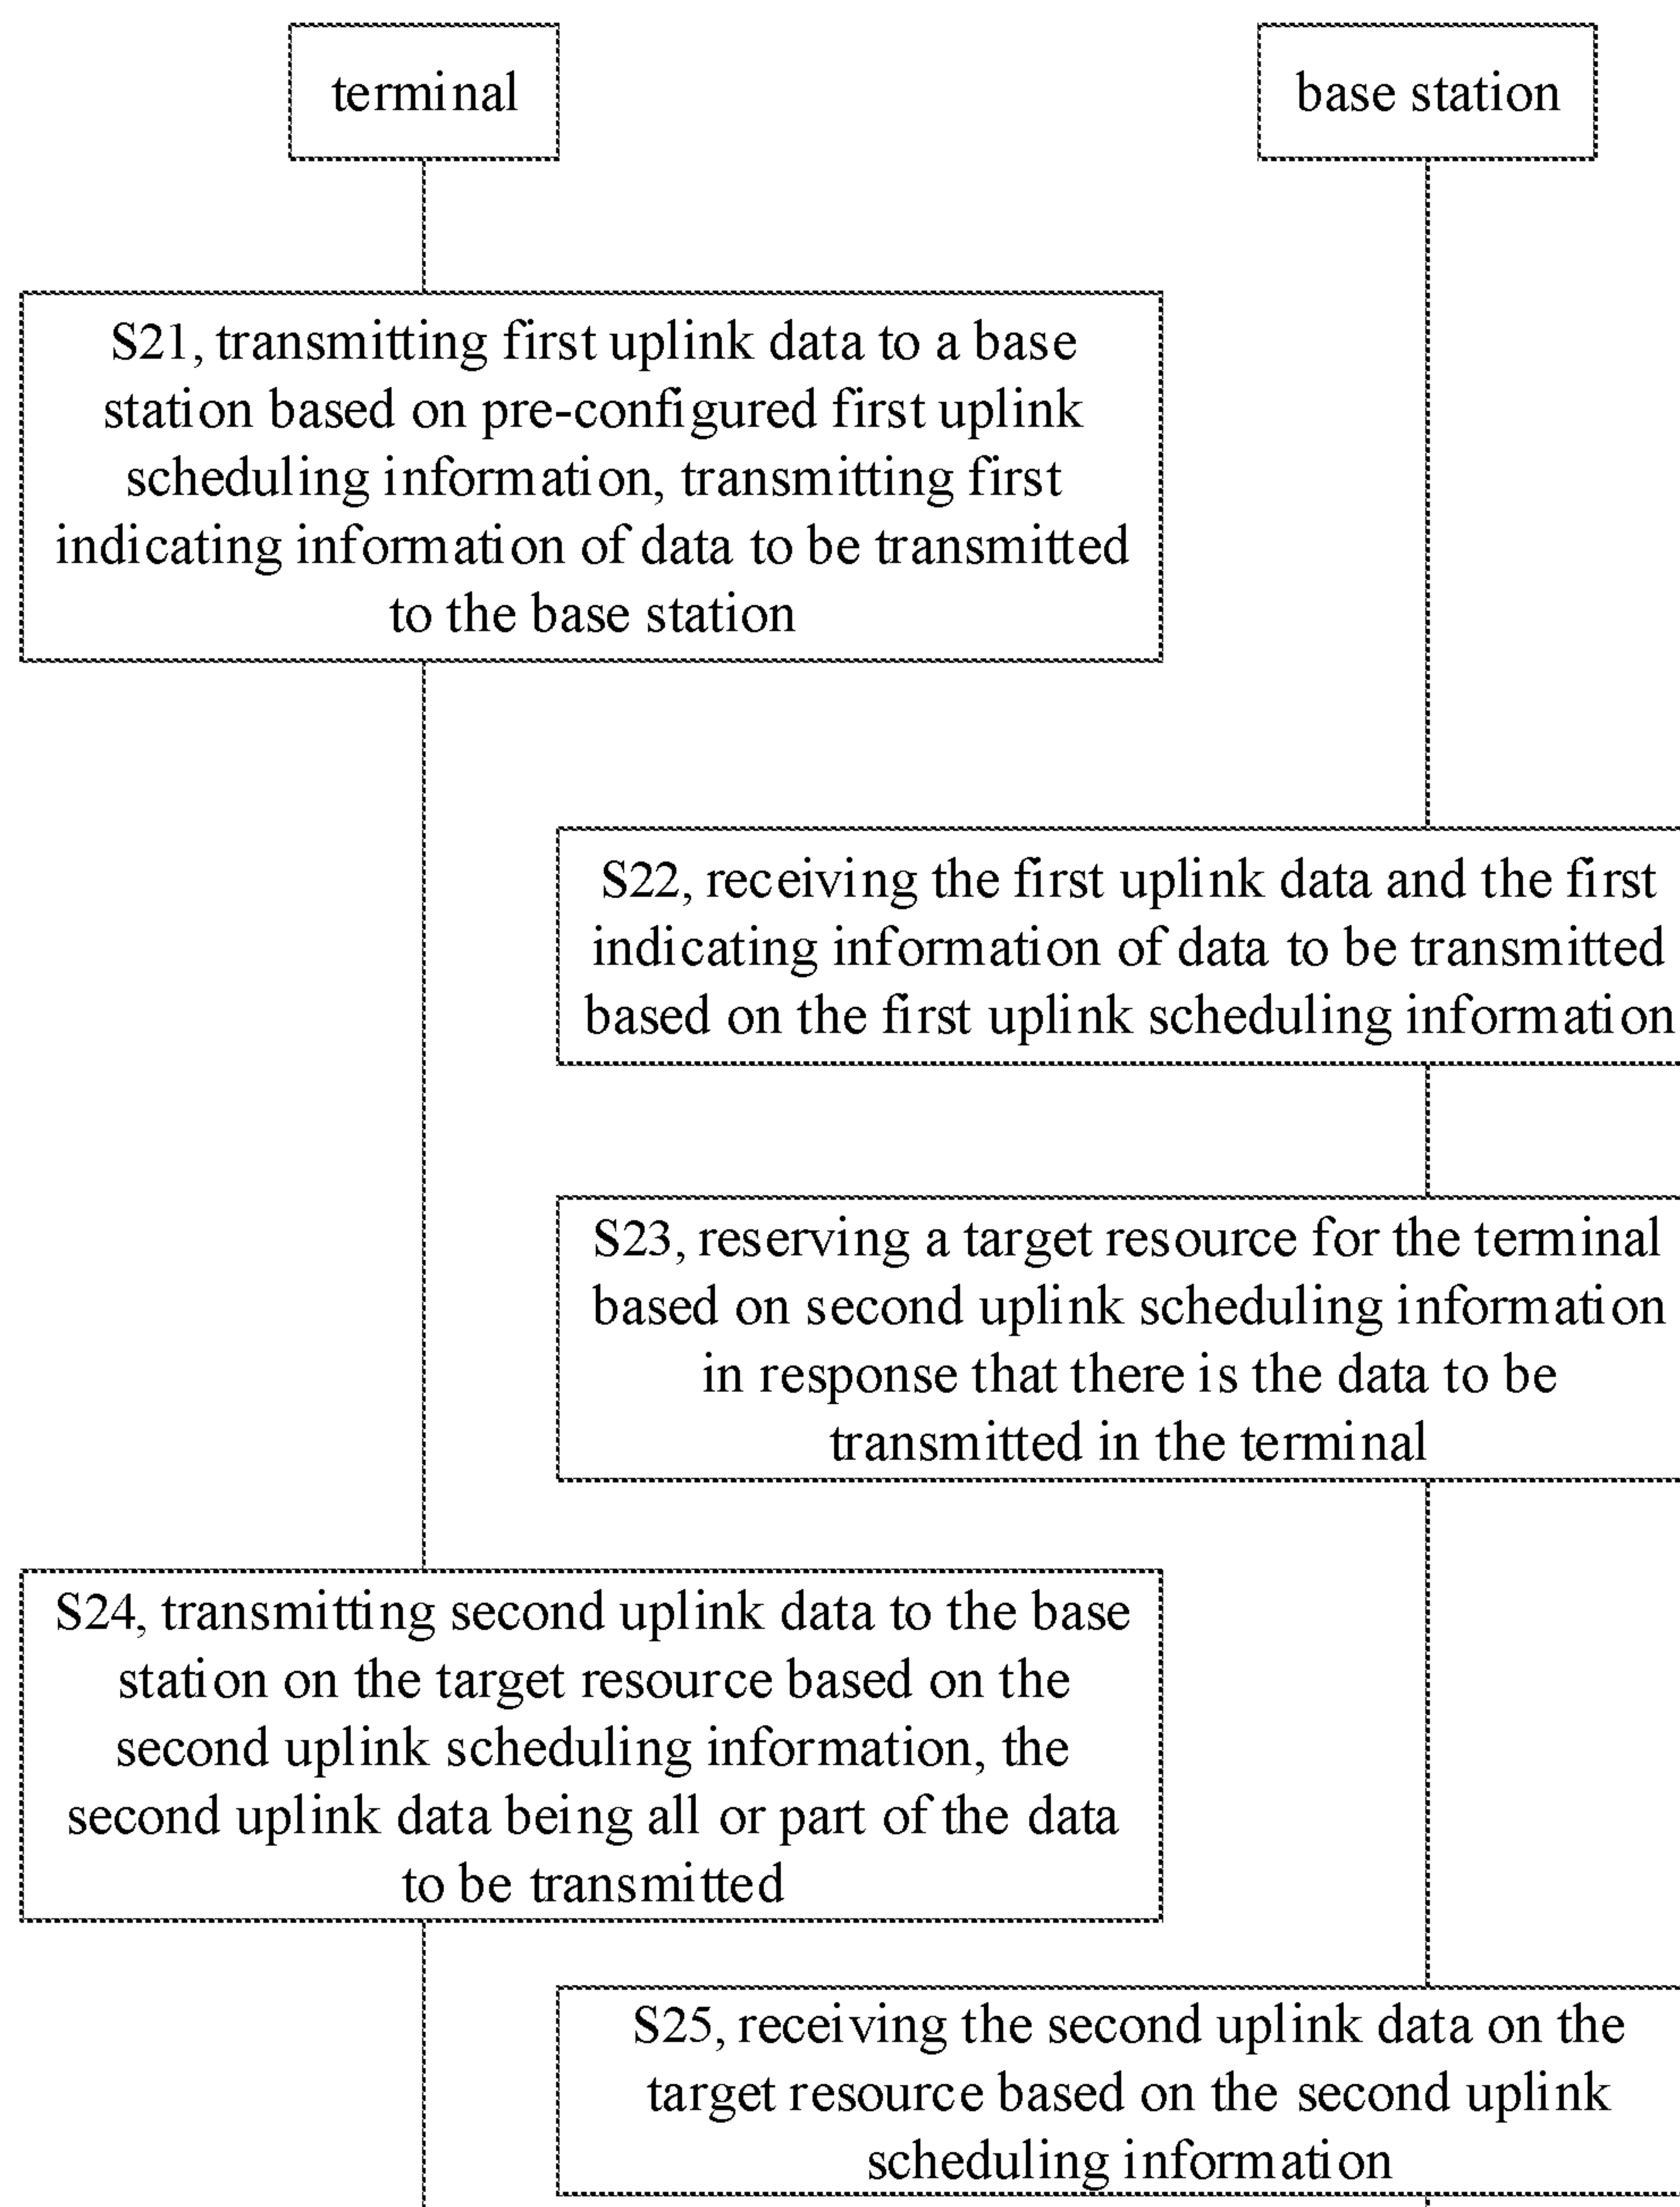 terminal
base station
S21, transmitting first uplink data to a base
station based on pre-configured first uplink
scheduling information, transmitting first
indicating information of data to be transmitted
to the base station
S22, receiving the first uplink data and the first
indicating information of data to be transmitted
based on the first uplink scheduling information
S23, reserving a target resource for the terminal
based on second uplink scheduling information
in response that there is the data to be
transmitted in the terminal
S24, transmitting second uplink data to the base
station on the target resource based on the
second uplink scheduling information, the
second uplink data being all or part of the data
to be transmitted
S25, receiving the second uplink data on the
target resource based on the second uplink
scheduling information